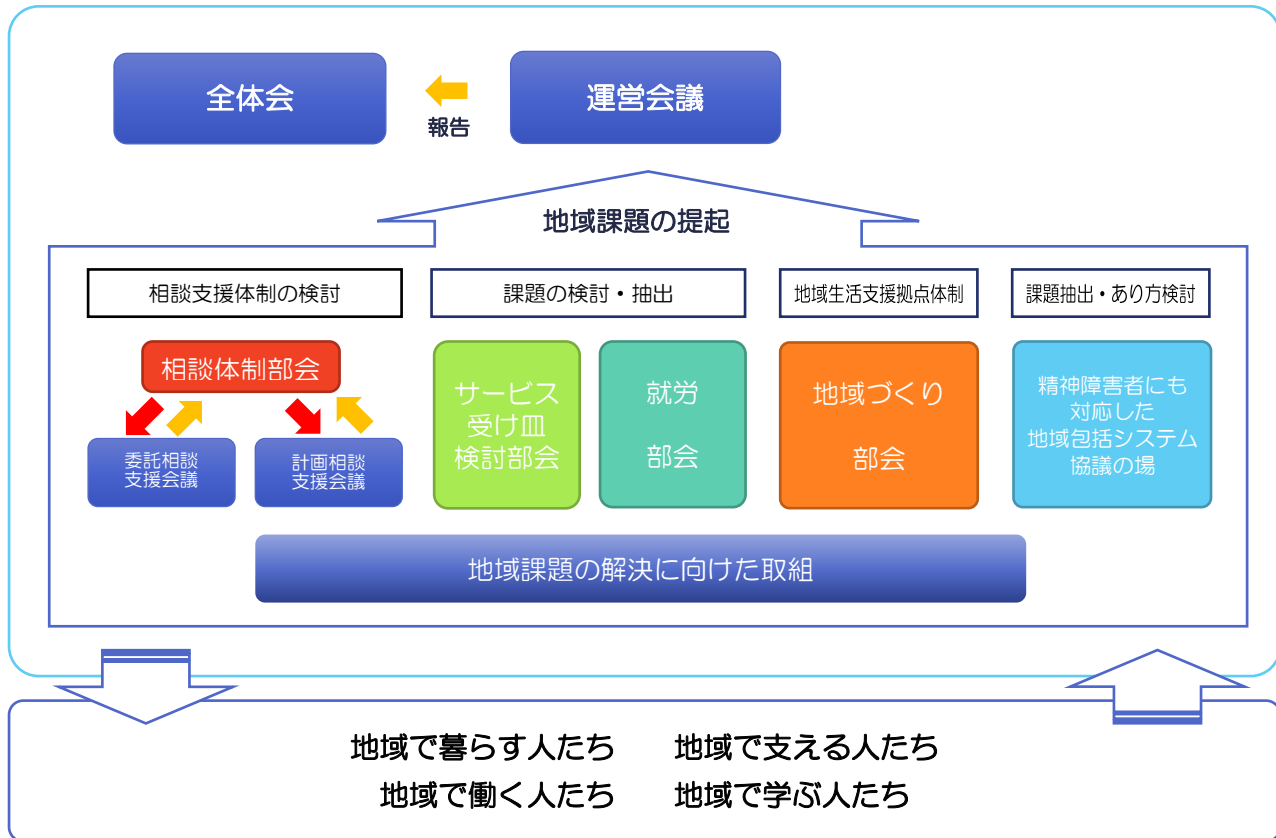 全体会
報告
運営会議
地域課題の提起
相談支援体制の検討
課題の検討・抽出
地域生活支援拠点体制
課題抽出・あり方検討
相談体制部会
委託相談
支援会議
計画相談
支援会議
サービス
受け皿
検討部会
就労
部会
地域づくり
部会
精神障害者にも
対応した
地域包括システム
協議の場
地域課題の解決に向けた取組
地域で暮らす人たち 地域で支える人たち
地域で働く人たち 地域で学ぶ人たち